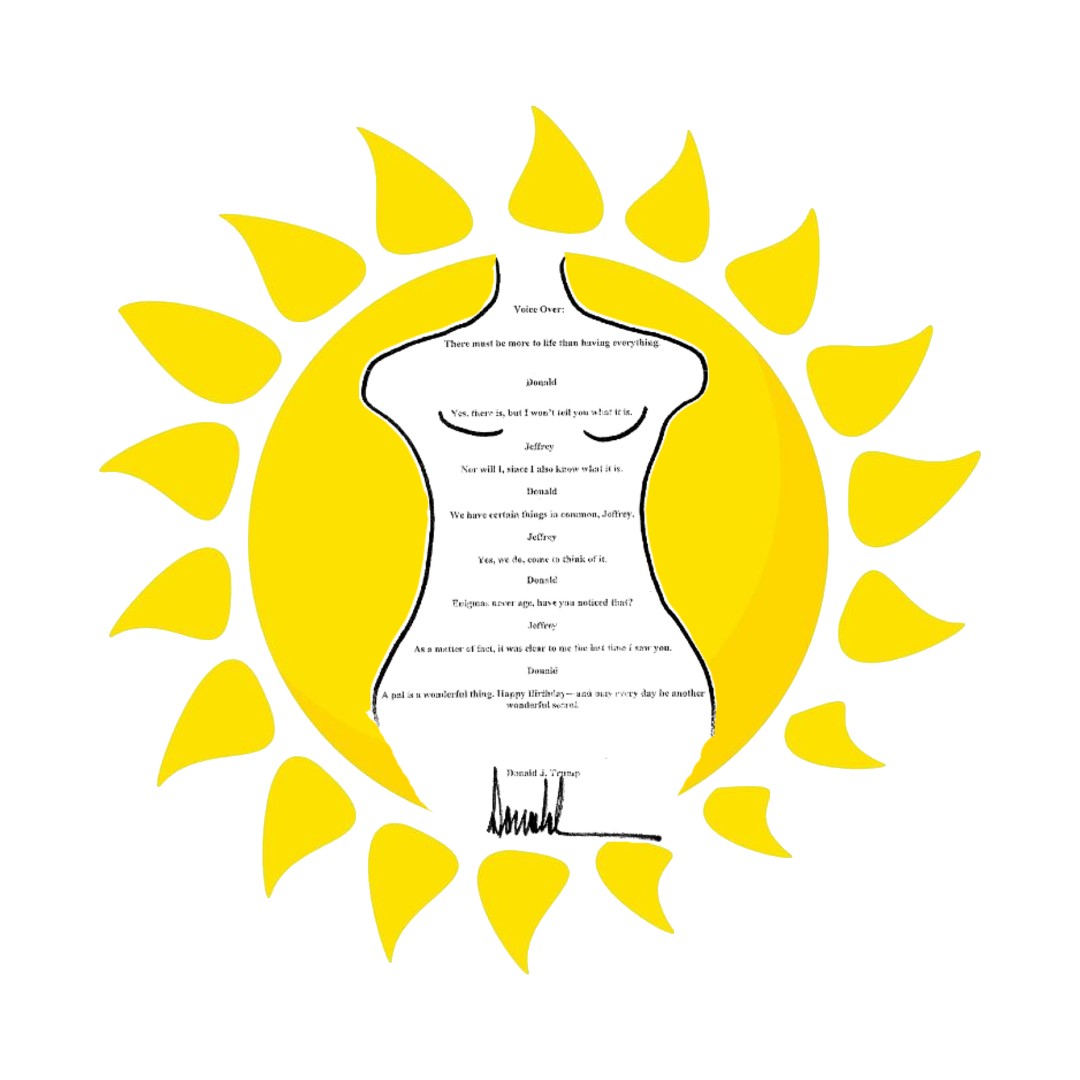 Voice Over:
There must be more to life than having everything.
Donald
Yes, there is, but I won't tell you what it is.
Jeffrey
Nor will I, since I also know what it is.
Donald
We have certain things in common, Jeffrey.
Jeffrey
Yes, we do, come to think of it.
Donald
Enigmas never age, have you noticed that?
Jeffrey
As a matter of fact, it was clear to me the last time I saw you.
Donald
A pal is a wonderful thing. Happy Birthday — and may every day be another
wonderful secret.
Donald J. Trump
Donald